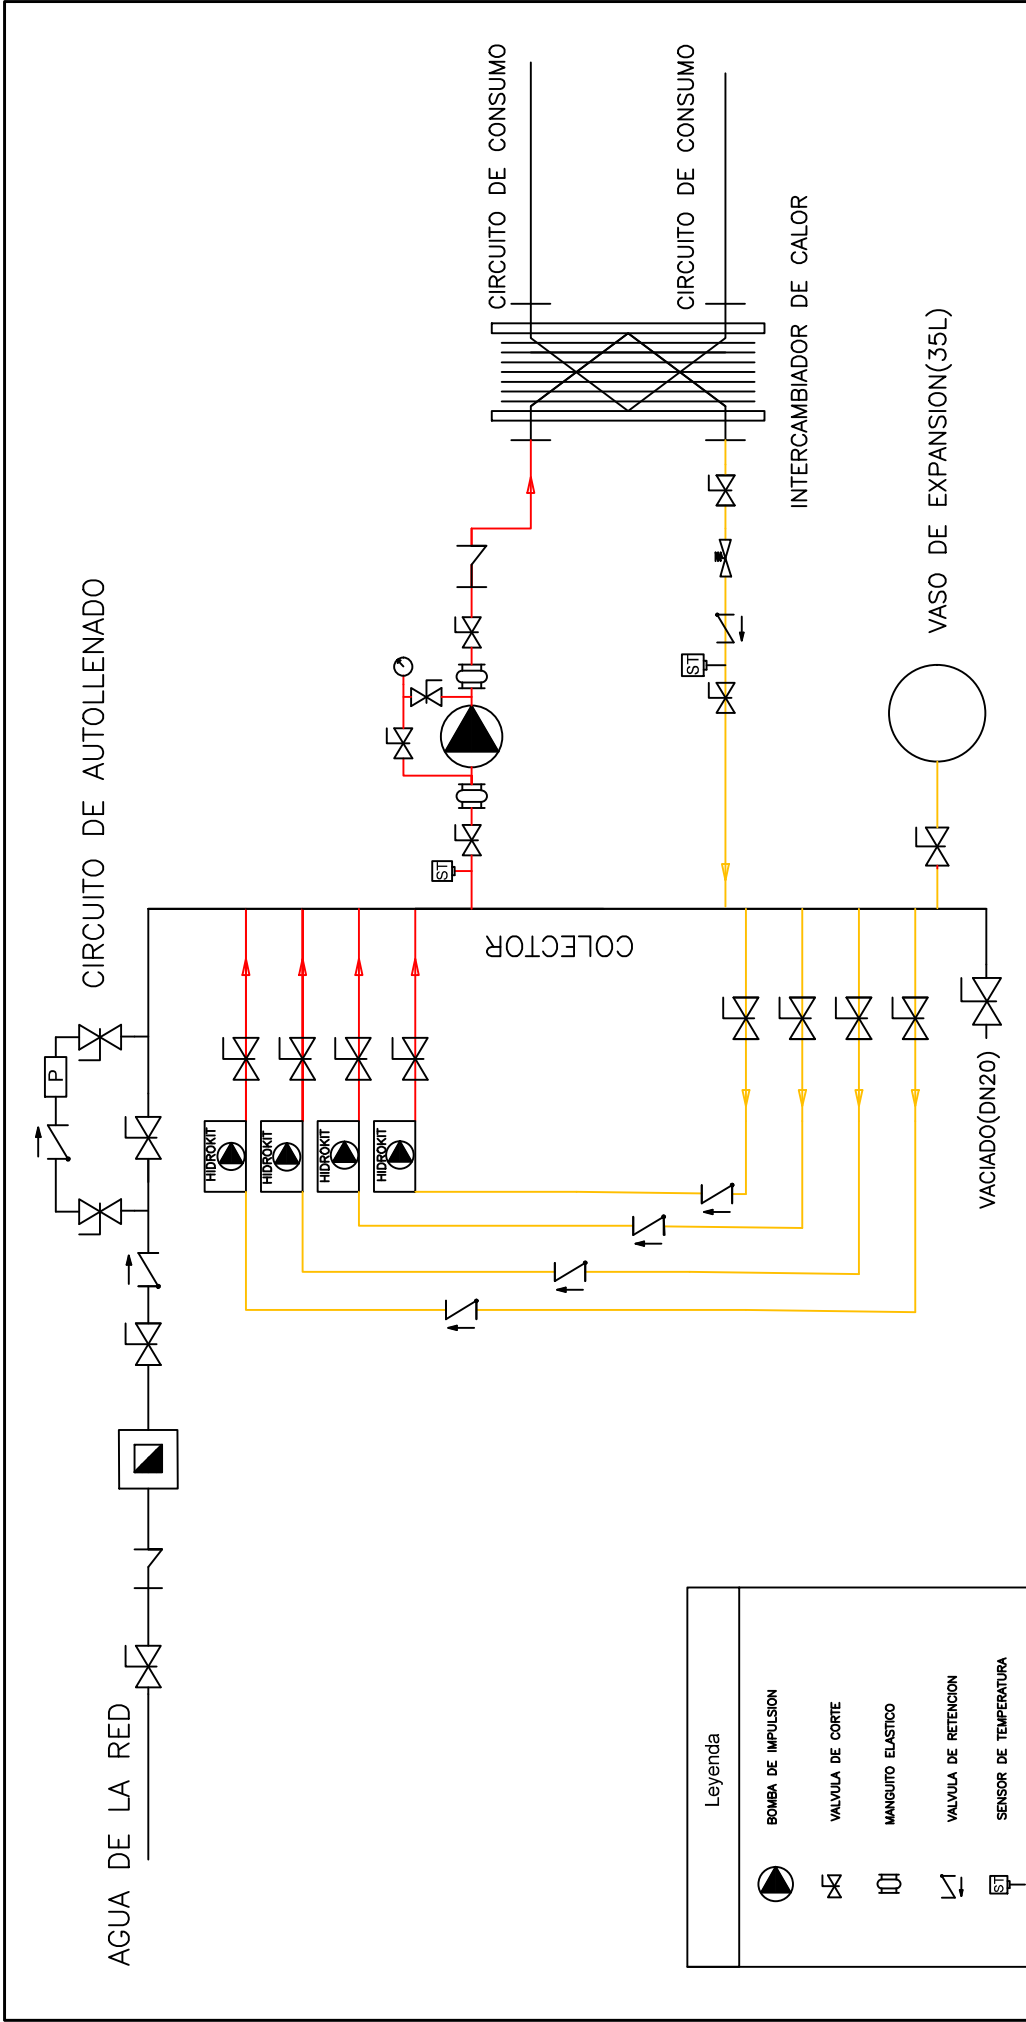 AGUA DE LA RED
CIRCUITO DE AUTOLLENADO
P
HIDROKIT
HIDROKIT
HIDROKIT
HIDROKIT
COLECTOR
ST
ST
CIRCUITO DE CONSUMO
CIRCUITO DE CONSUMO
INTERCAMBIADOR DE CALOR
VASO DE EXPANSION(35L)
VACIADO(DN20)
Leyenda
BOMBA DE IMPULSION
VALVULA DE CORTE
MANGUITO ELASTICO
VALVULA DE RETENCION
ST
SENSOR DE TEMPERATURA